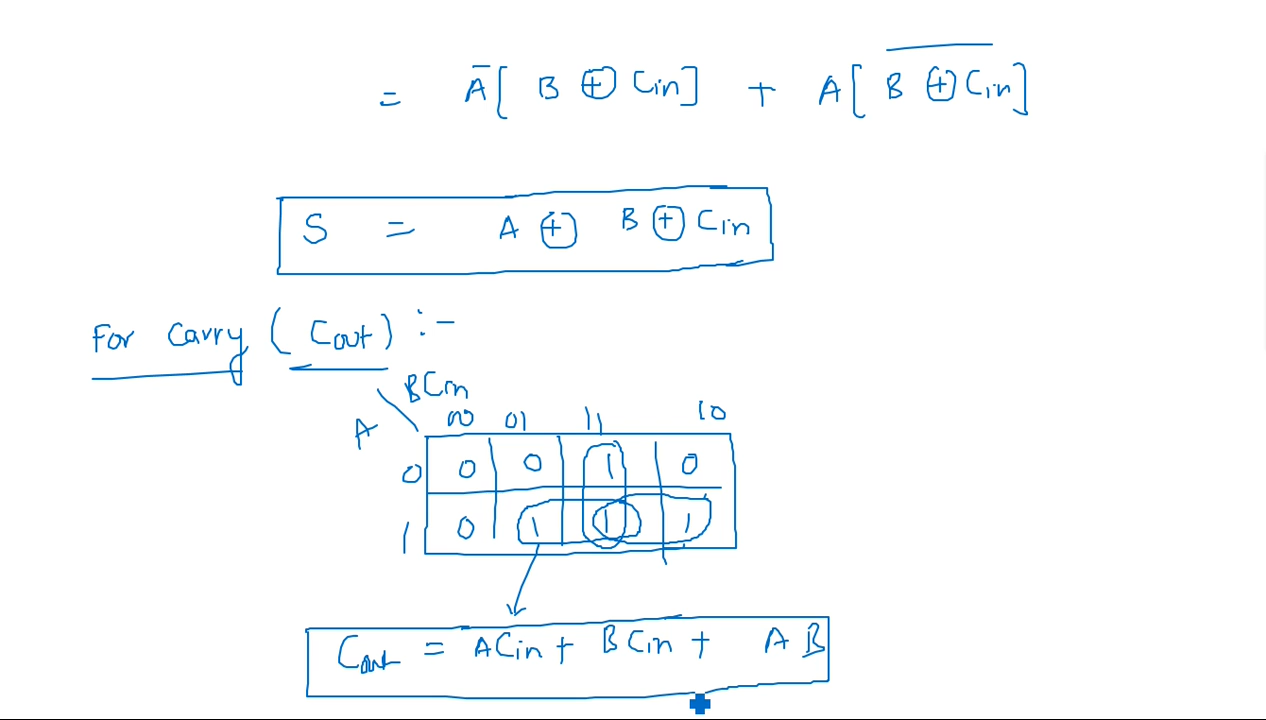 = A̅[ B ⊕ Cin] + A[ B ⊕ Cin]̅
S = A ⊕ B ⊕ Cin
For Carry ( Cout) :-
BCin
A
00 01 11 10
0 0 0 1 0
1 0 1 1 1
Cout = ACin + BCin + A B